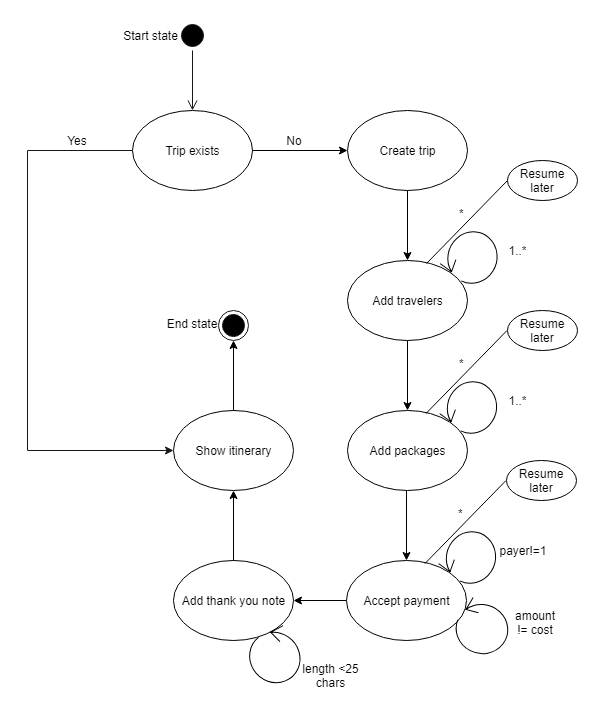 Start state
Yes
Trip exists
No
Create trip
Resume
later
*
1..*
Add travelers
End state
Resume
later
*
1..*
Show itinerary
Add packages
Resume
later
*
payer!=1
Add thank you note
Accept payment
amount
!= cost
length <25
chars